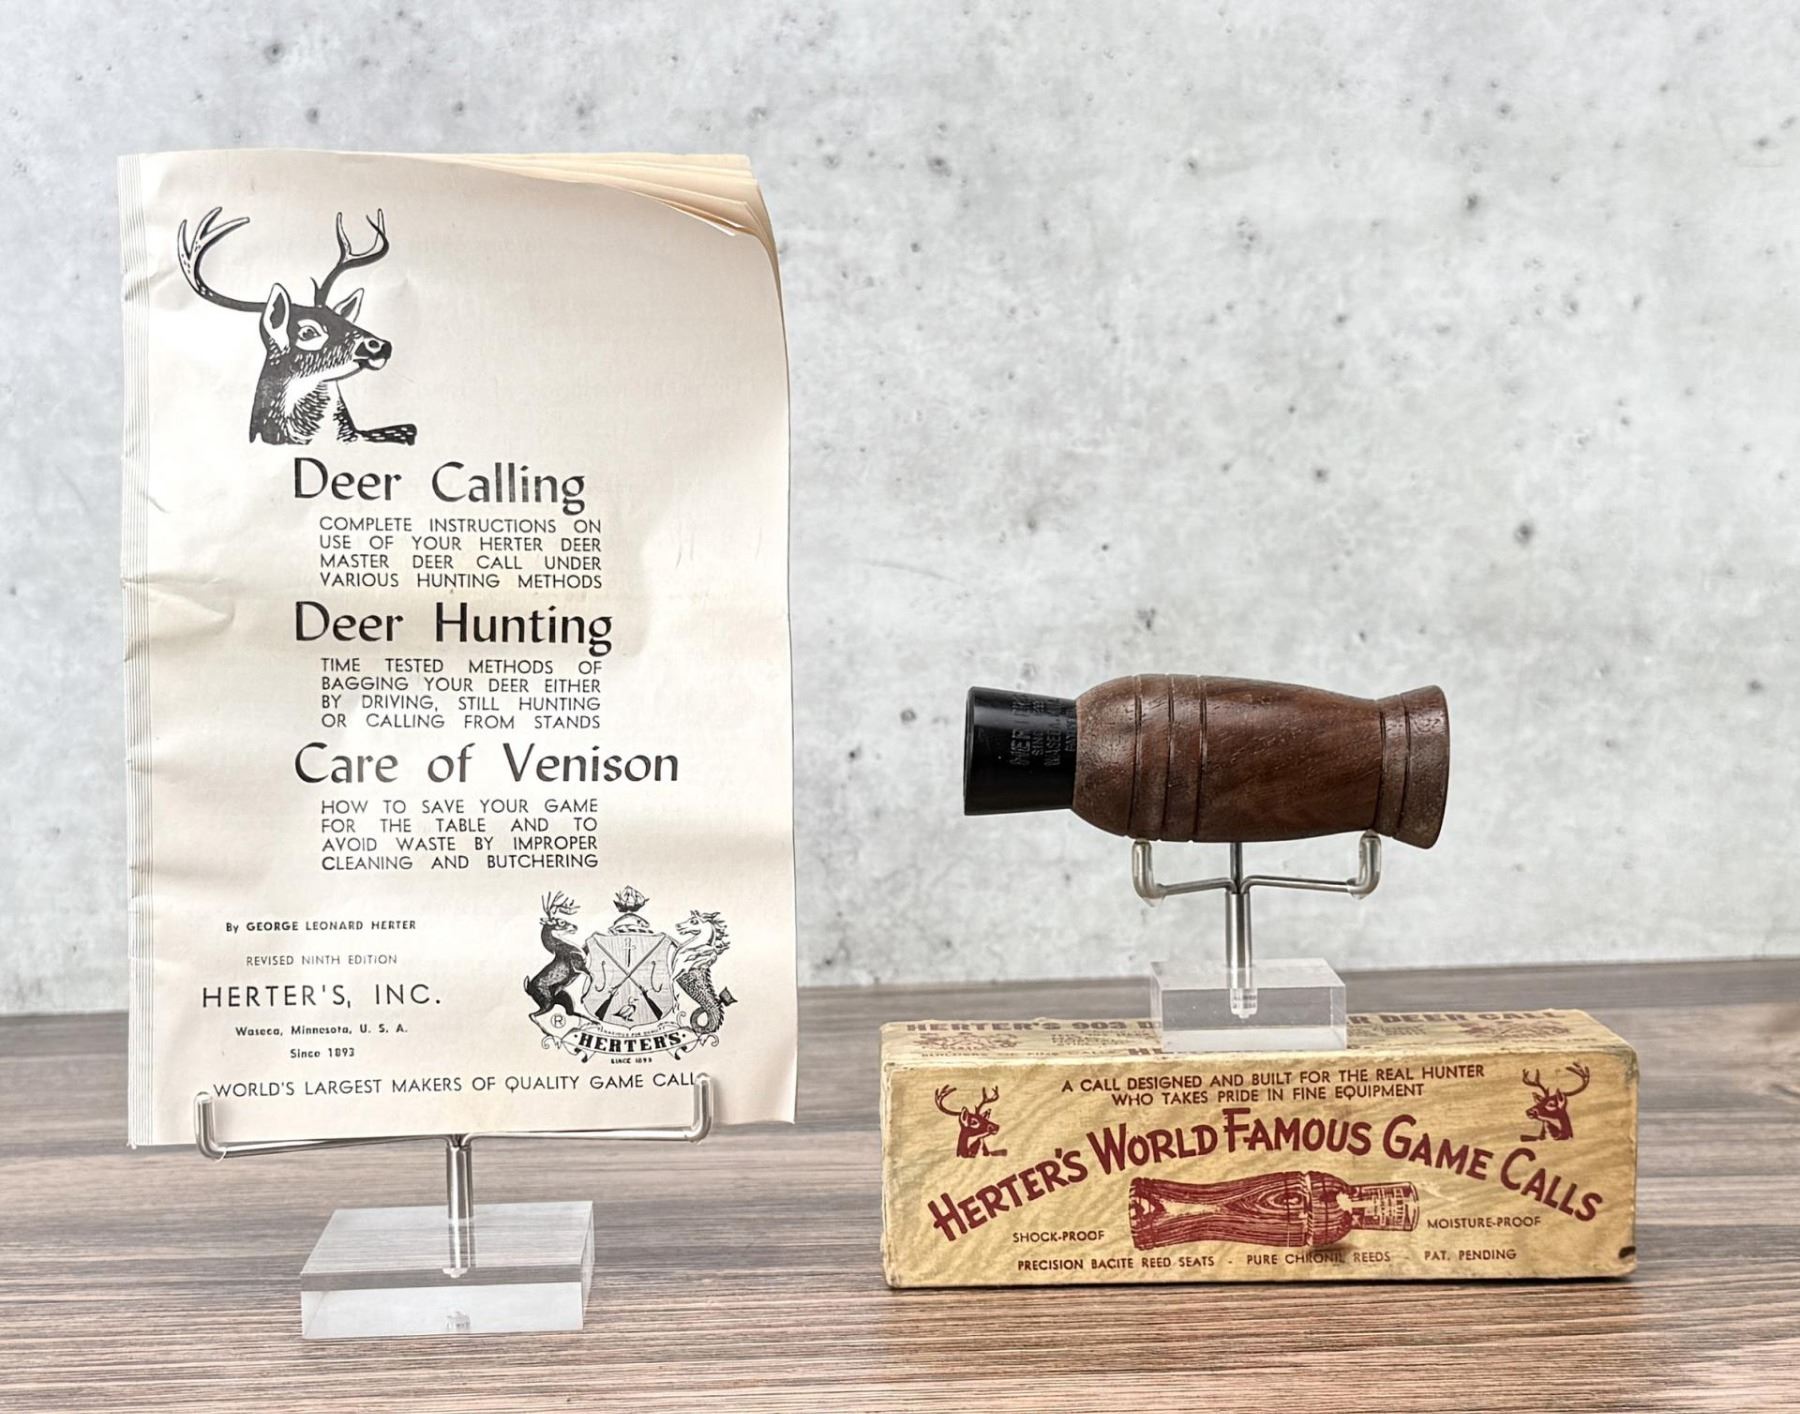 Deer Calling
COMPLETE INSTRUCTIONS ON
USE OF YOUR HERTER DEER
MASTER DEER CALL UNDER
VARIOUS HUNTING METHODS
Deer Hunting
TIME TESTED METHODS OF
BAGGING YOUR DEER EITHER
BY DRIVING, STILL HUNTING
OR CALLING FROM STANDS
Care of Venison
HOW TO SAVE YOUR GAME
FOR THE TABLE AND TO
AVOID WASTE BY IMPROPER
CLEANING AND BUTCHERING
By GEORGE LEONARD HERTER
REVISED NINTH EDITION
HERTER'S, INC.
Waseca, Minnesota, U. S. A.
Since 1893
®
·HERTER'S·
SINCE 1893
WORLD'S LARGEST MAKERS OF QUALITY GAME CALL
HERTER'S 903 DEER CALL
A CALL DESIGNED AND BUILT FOR THE REAL HUNTER
WHO TAKES PRIDE IN FINE EQUIPMENT
HERTER'S WORLD FAMOUS GAME CALLS
SHOCK-PROOF
MOISTURE-PROOF
PRECISION BACITE REED SEATS - PURE CHRONIL REEDS - PAT. PENDING